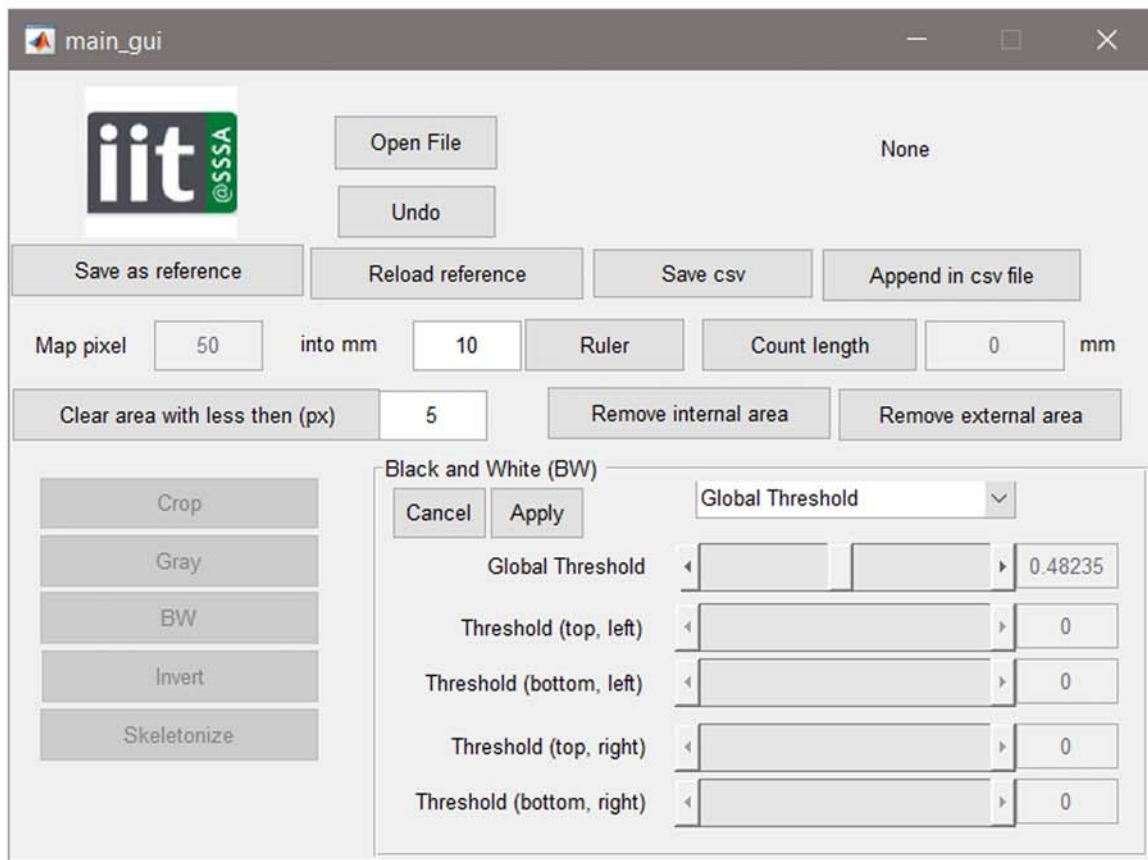 main_gui
iit @SSSA
Open File
None
Undo
Save as reference Reload reference Save csv Append in csv file
Map pixel 50 into mm 10 Ruler Count length 0 mm
Clear area with less then (px) 5 Remove internal area Remove external area
Crop
Gray
BW
Invert
Skeletonize
Black and White (BW)
Cancel Apply Global Threshold
Global Threshold 0.48235
Threshold (top, left) 0
Threshold (bottom, left) 0
Threshold (top, right) 0
Threshold (bottom, right) 0